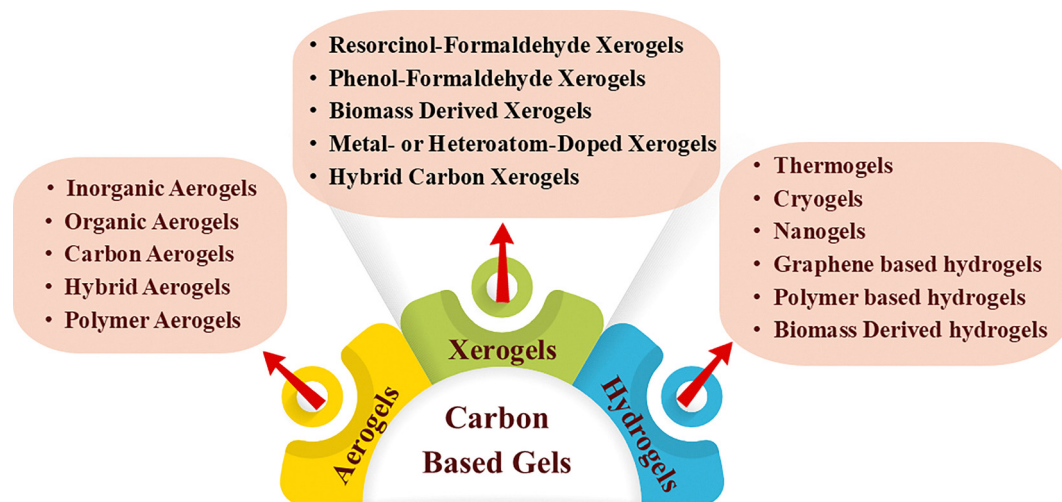 • Resorcinol-Formaldehyde Xerogels
• Phenol-Formaldehyde Xerogels
• Biomass Derived Xerogels
• Metal- or Heteroatom-Doped Xerogels
• Hybrid Carbon Xerogels
• Inorganic Aerogels
• Organic Aerogels
• Carbon Aerogels
• Hybrid Aerogels
• Polymer Aerogels
• Thermogels
• Cryogels
• Nanogels
• Graphene based hydrogels
• Polymer based hydrogels
• Biomass Derived hydrogels
Aerogels
Xerogels
Hydrogels
Carbon
Based Gels